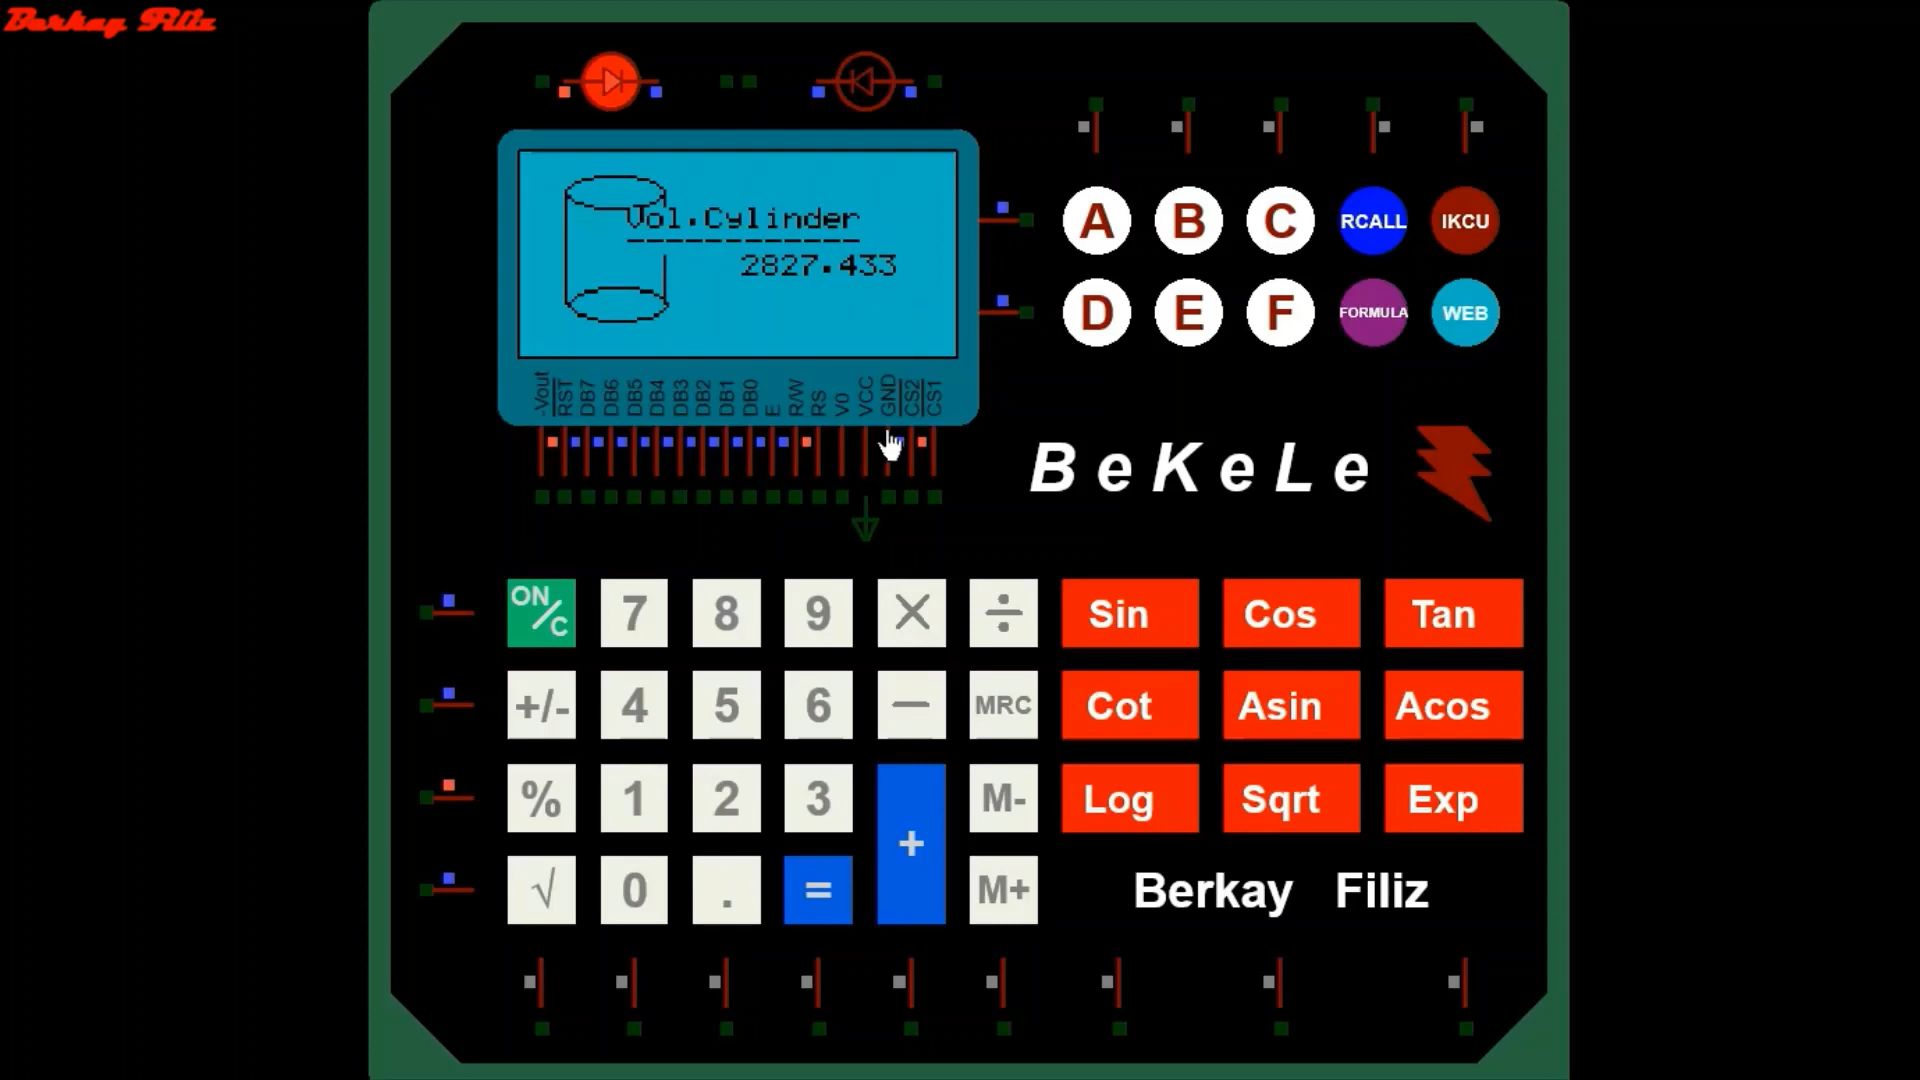 Berkay Filiz
Vol.Cylinder
2827.433
-Vout RST DB7 DB6 DB5 DB4 DB3 DB2 DB1 DB0 E R/W RS V0 VCC GND CS2 CS1
A B C RCALL IKCU
D E F FORMULA WEB
BeKeLe
ON/C 7 8 9 × ÷ Sin Cos Tan
+/- 4 5 6 − MRC Cot Asin Acos
% 1 2 3 + M- Log Sqrt Exp
√ 0 . = M+
Berkay Filiz